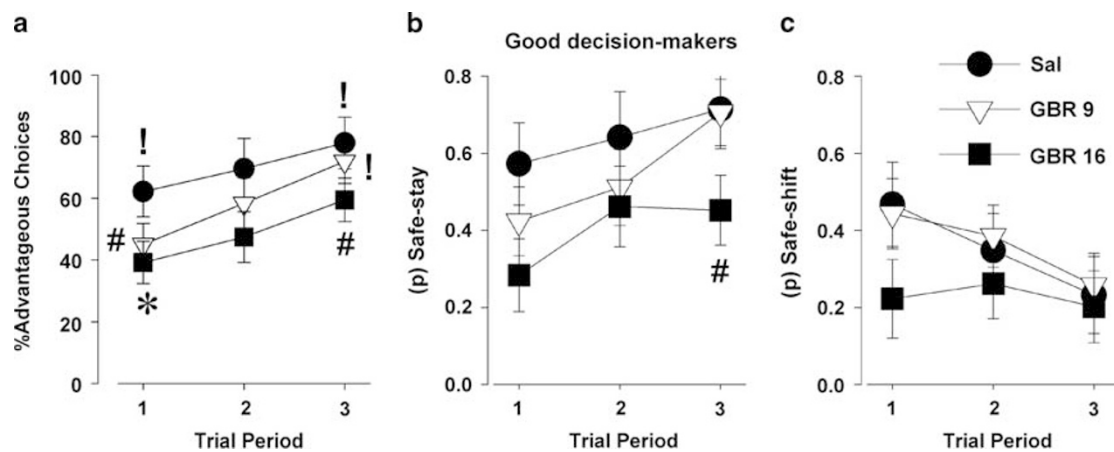 a
%Advantageous Choices
100
80
60
40
20
0
!
!
!
#
#
*
1 2 3
Trial Period
b
Good decision-makers
(p) Safe-stay
0.8
0.6
0.4
0.2
0.0
#
1 2 3
Trial Period
c
(p) Safe-shift
0.8
0.6
0.4
0.2
0.0
Sal
GBR 9
GBR 16
1 2 3
Trial Period